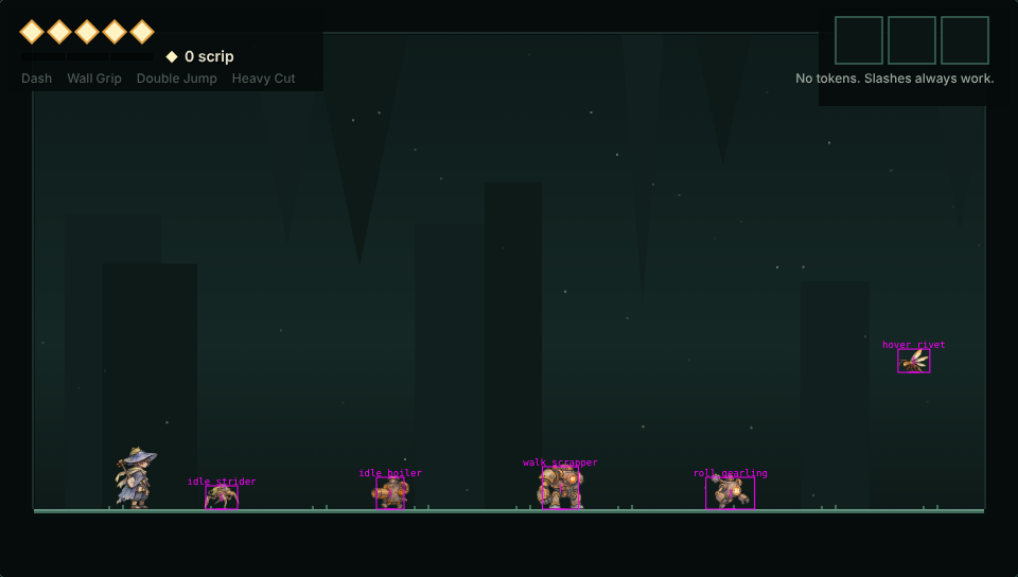 0 scrip
Dash Wall Grip Double Jump Heavy Cut
No tokens. Slashes always work.
hover rivet
walk scrapper
idle boiler
roll gearling
idle strider